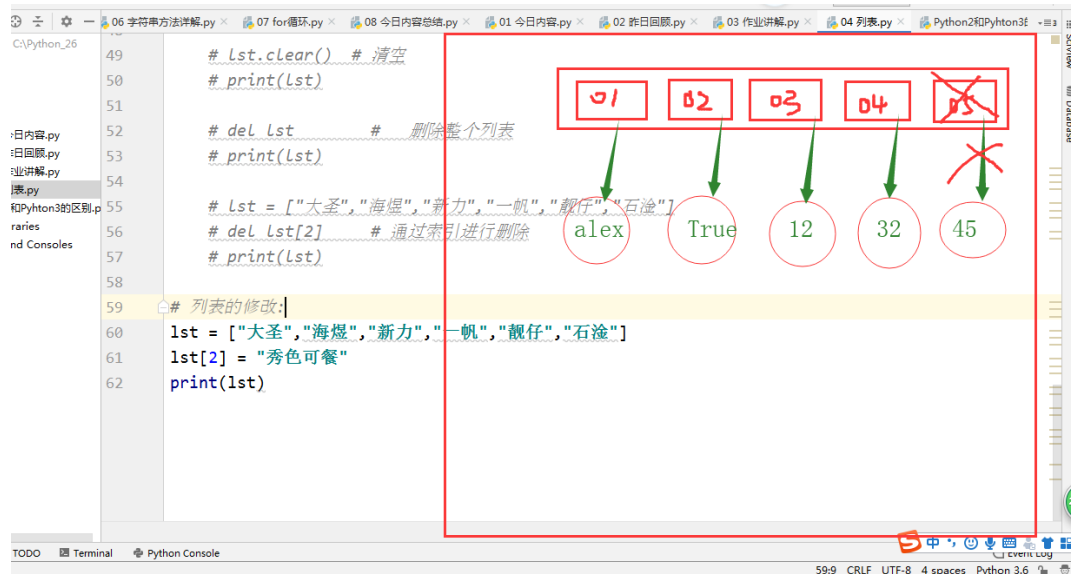 06 字符串方法详解.py 07 for循环.py 08 今日内容总结.py 01 今日内容.py 02 昨日回顾.py 03 作业讲解.py 04 列表.py Python2和Pyhton3
C:\Python_26
日内容.py
日回顾.py
业讲解.py
表.py
和Pyhton3的区别.p
raries
nd Consoles
49 # lst.clear() # 清空
50 # print(lst)
51
52 # del lst # 删除整个列表
53 # print(lst)
54
55 # lst = ["大圣","海煜","新力","一帆","靓仔","石淦"]
56 # del lst[2] # 通过索引进行删除
57 # print(lst)
58
59 # 列表的修改:
60 lst = ["大圣","海煜","新力","一帆","靓仔","石淦"]
61 lst[2] = "秀色可餐"
62 print(lst)
01 02 03 04 05
alex True 12 32 45
SciView
Database
中
TODO Terminal Python Console Event Log
59:9 CRLF UTF-8 4 spaces Python 3.6